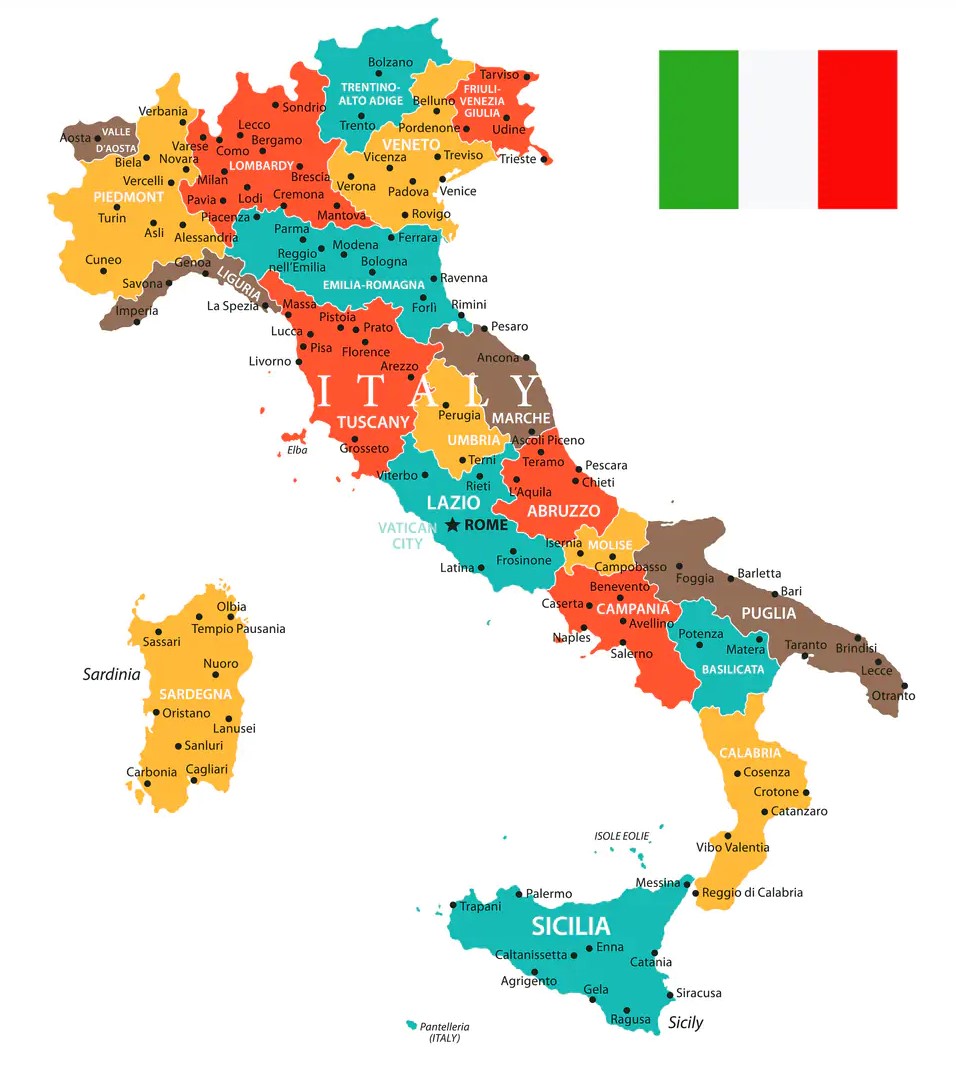 Bolzano
Tarviso
TRENTINO-
ALTO ADIGE
FRIULI-
VENEZIA
GIULIA
Belluno
Sondrio
Verbania
Trento
Pordenone
Udine
Lecco
VALLE
D'AOSTA
Aosta
Varese
Como
Bergamo
VENETO
Vicenza
Treviso
Trieste
Biela
Novara
LOMBARDY
Brescia
Milan
Vercelli
Verona
Padova
Venice
PIEDMONT
Pavia
Lodi
Cremona
Mantova
Rovigo
Turin
Asli
Piacenza
Alessandria
Parma
Ferrara
Modena
Reggio
nell'Emilia
Bologna
Cuneo
Genoa
LIGURIA
EMILIA-ROMAGNA
Ravenna
Savona
Imperia
La Spezia
Massa
Forlì
Rimini
Pistoia
Prato
Pesaro
Lucca
Pisa
Florence
Livorno
Arezzo
Ancona
ITALY
Perugia
MARCHE
TUSCANY
UMBRIA
Ascoli Piceno
Elba
Grosseto
Terni
Teramo
Pescara
Viterbo
Rieti
L'Aquila
Chieti
LAZIO
ABRUZZO
VATICAN
CITY
ROME
Isernia
MOLISE
Frosinone
Latina
Campobasso
Foggia
Barletta
Bari
Benevento
Caserta
CAMPANIA
PUGLIA
Avellino
Naples
Salerno
Potenza
Matera
BASILICATA
Taranto
Brindisi
Lecce
Otranto
Olbia
Tempio Pausania
Sassari
Nuoro
Sardinia
SARDEGNA
Oristano
Lanusei
Sanluri
Carbonia
Cagliari
CALABRIA
Cosenza
Crotone
Catanzaro
ISOLE EOLIE
Vibo Valentia
Messina
Reggio di Calabria
Palermo
Trapani
SICILIA
Enna
Caltanissetta
Catania
Agrigento
Gela
Siracusa
Ragusa
Sicily
Pantelleria
(ITALY)